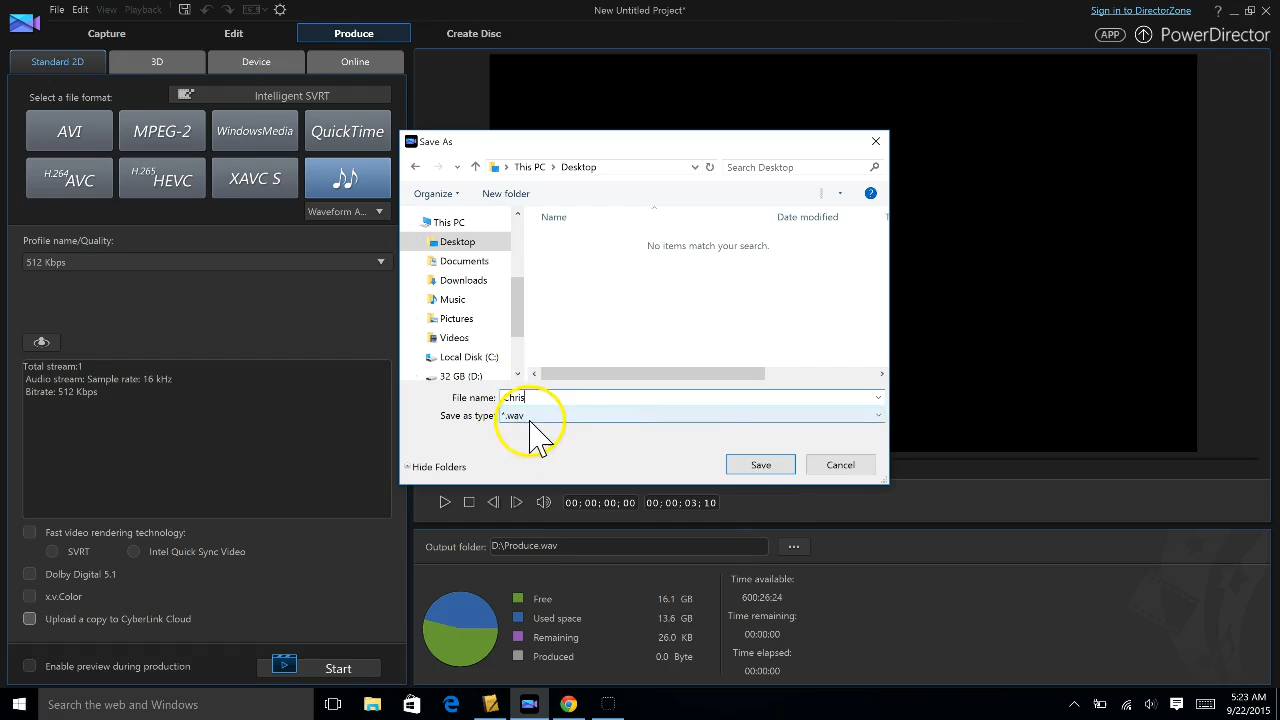 File Edit View Playback New Untitled Project* Sign in to DirectorZone ?
Capture Edit Produce Create Disc APP PowerDirector
Standard 2D 3D Device Online
Select a file format: Intelligent SVRT
AVI MPEG-2 WindowsMedia QuickTime
H.264 AVC H.265 HEVC XAVC S
Waveform A...
Profile name/Quality:
512 Kbps
Total stream:1
Audio stream: Sample rate: 16 kHz
Bitrate: 512 Kbps
Fast video rendering technology:
SVRT Intel Quick Sync Video
Dolby Digital 5.1
x.v.Color
Upload a copy to CyberLink Cloud
Enable preview during production Start
Save As
This PC Desktop Search Desktop
Organize New folder ?
Name Date modified T
No items match your search.
This PC
Desktop
Documents
Downloads
Music
Pictures
Videos
Local Disk (C:)
32 GB (D:)
File name: Chris
Save as type: *.wav
Hide Folders Save Cancel
00;00;00;00 00;00;03;10
Output folder: D:\Produce.wav ...
Free 16.1 GB
Used space 13.6 GB
Remaining 26.0 KB
Produced 0.0 Byte
Time available:
600:26:24
Time remaining:
00:00:00
Time elapsed:
00:00:00
Search the web and Windows
5:23 AM
9/22/2015